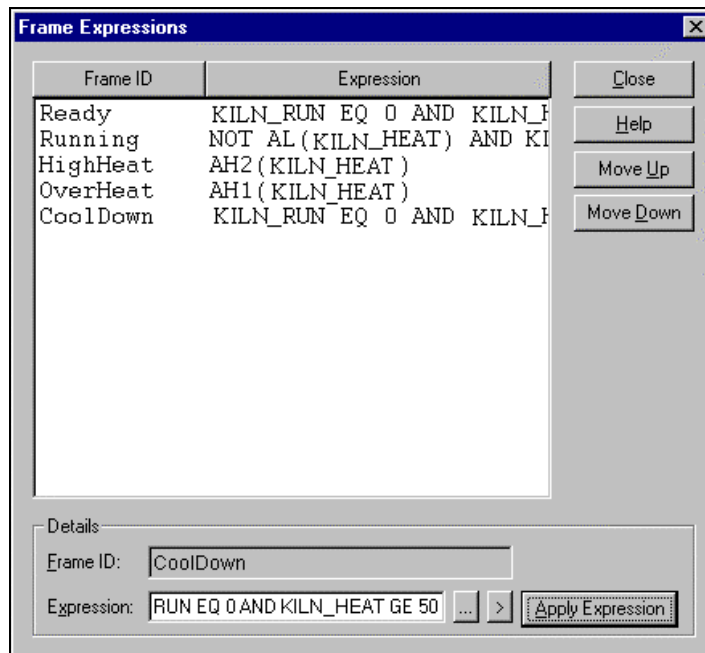 Frame Expressions
Frame ID Expression
Ready KILN_RUN EQ 0 AND KILN_H
Running NOT AL(KILN_HEAT) AND KI
HighHeat AH2(KILN_HEAT)
OverHeat AH1(KILN_HEAT)
CoolDown KILN_RUN EQ 0 AND KILN_H
Close
Help
Move Up
Move Down
Details
Frame ID: CoolDown
Expression: RUN EQ 0 AND KILN_HEAT GE 50 ... > Apply Expression